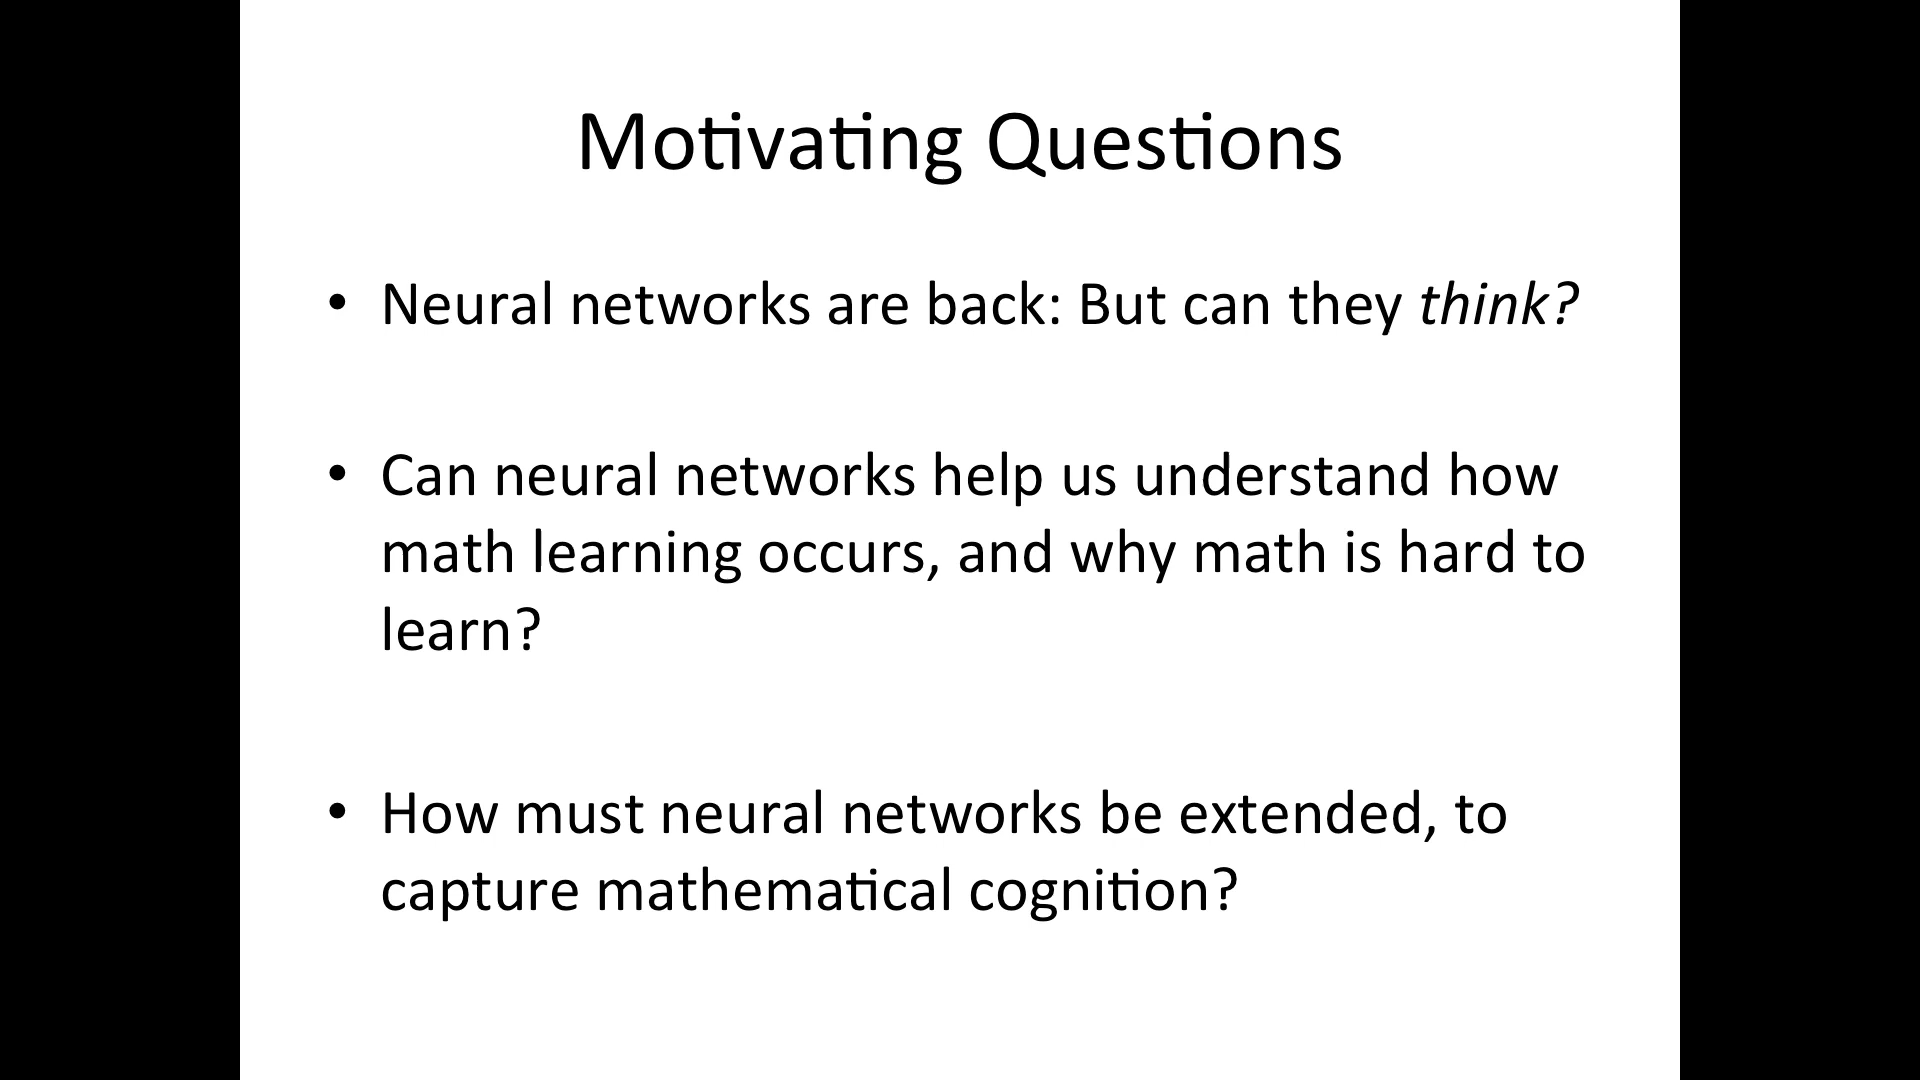 Motivating Questions
• Neural networks are back: But can they think?
• Can neural networks help us understand how
math learning occurs, and why math is hard to
learn?
• How must neural networks be extended, to
capture mathematical cognition?